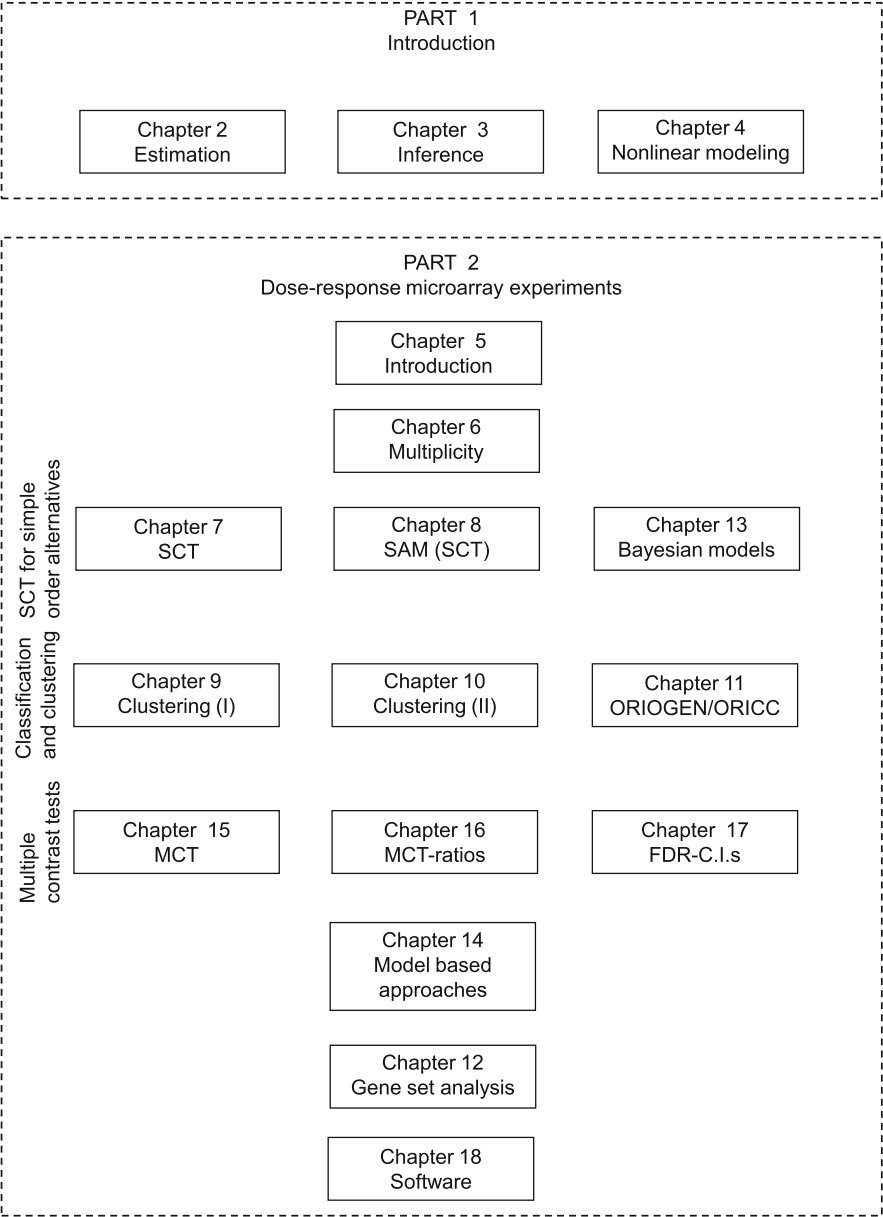 PART 1
Introduction
Chapter 2
Estimation
Chapter 3
Inference
Chapter 4
Nonlinear modeling
PART 2
Dose-response microarray experiments
Chapter 5
Introduction
Chapter 6
Multiplicity
SCT for simple
order alternatives
Chapter 7
SCT
Chapter 8
SAM (SCT)
Chapter 13
Bayesian models
Classification
and clustering
Chapter 9
Clustering (I)
Chapter 10
Clustering (II)
Chapter 11
ORIOGEN/ORICC
Multiple
contrast tests
Chapter 15
MCT
Chapter 16
MCT-ratios
Chapter 17
FDR-C.I.s
Chapter 14
Model based
approaches
Chapter 12
Gene set analysis
Chapter 18
Software